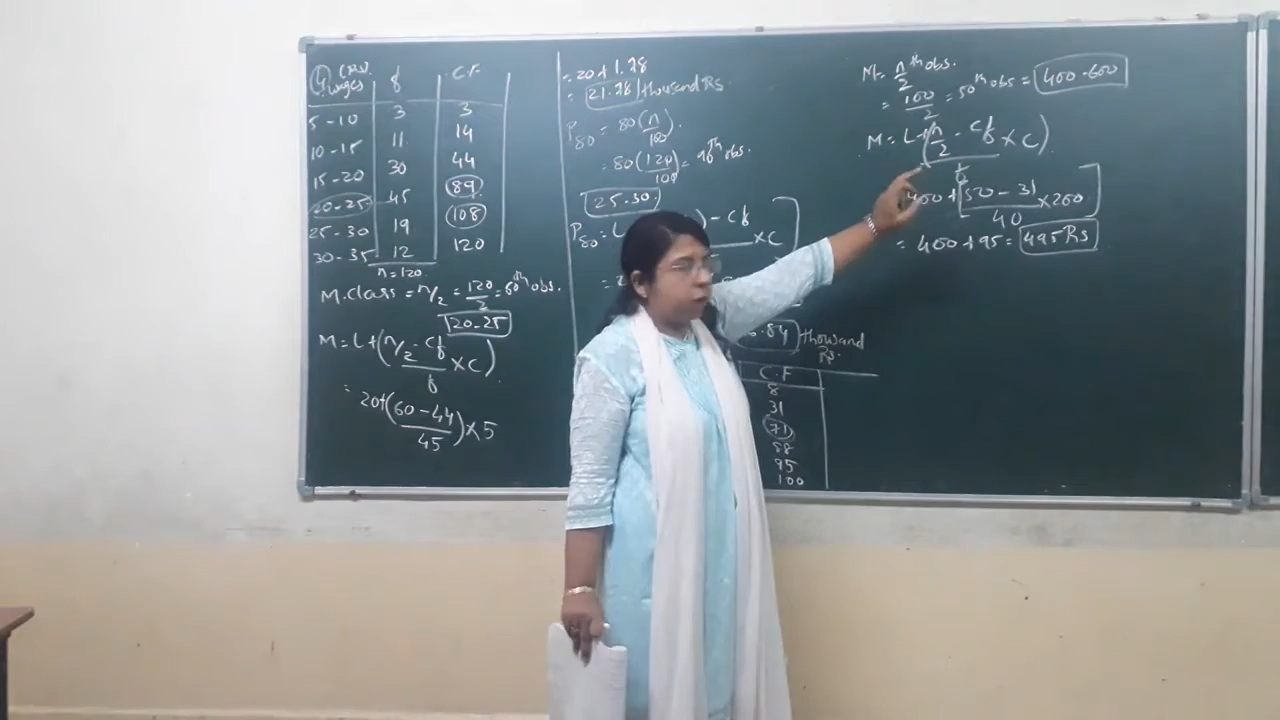 wages f C.F.
5-10 3 3
10-15 11 14
15-20 30 44
20-25 45 89
25-30 19 108
30-35 12 120
n=120
M.class = n/2 = 120/2 = 60th obs.
20-25
M = L+(n/2 - cf / f × C)
= 20+(60-44 / 45)×5
= 20+1.78
= 21.78 thousand Rs
P80 = 80(n/100).
= 80(120/100) = 96th obs.
25-30.
P80 = L ) - cf × C
thousand
Rs.
C.F
8
31
71
88
95
100
M = n/2 th obs.
= 100/2 = 50th obs = 400-600
M = L+(n/2 - cf / f × C)
400+[50-31 / 40 × 200]
= 400+95 = 495 Rs